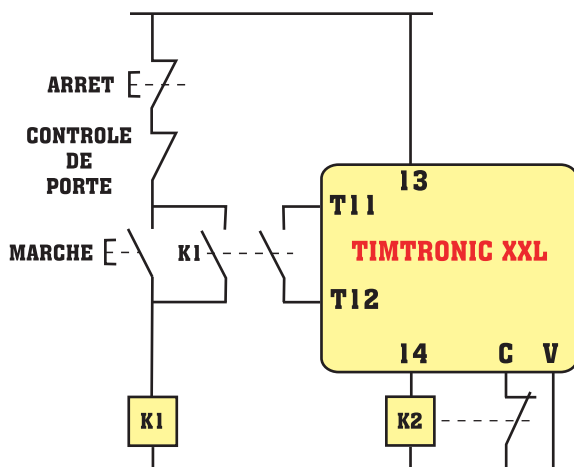 ARRET
CONTROLE
DE
PORTE
MARCHE
K1
13
T11
TIMTRONIC XXL
T12
14
C
V
K1
K2